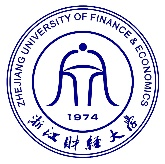 ZHEJIANG UNIVERSITY OF FINANCE & ECONOMICS
1974
浙江财经大学